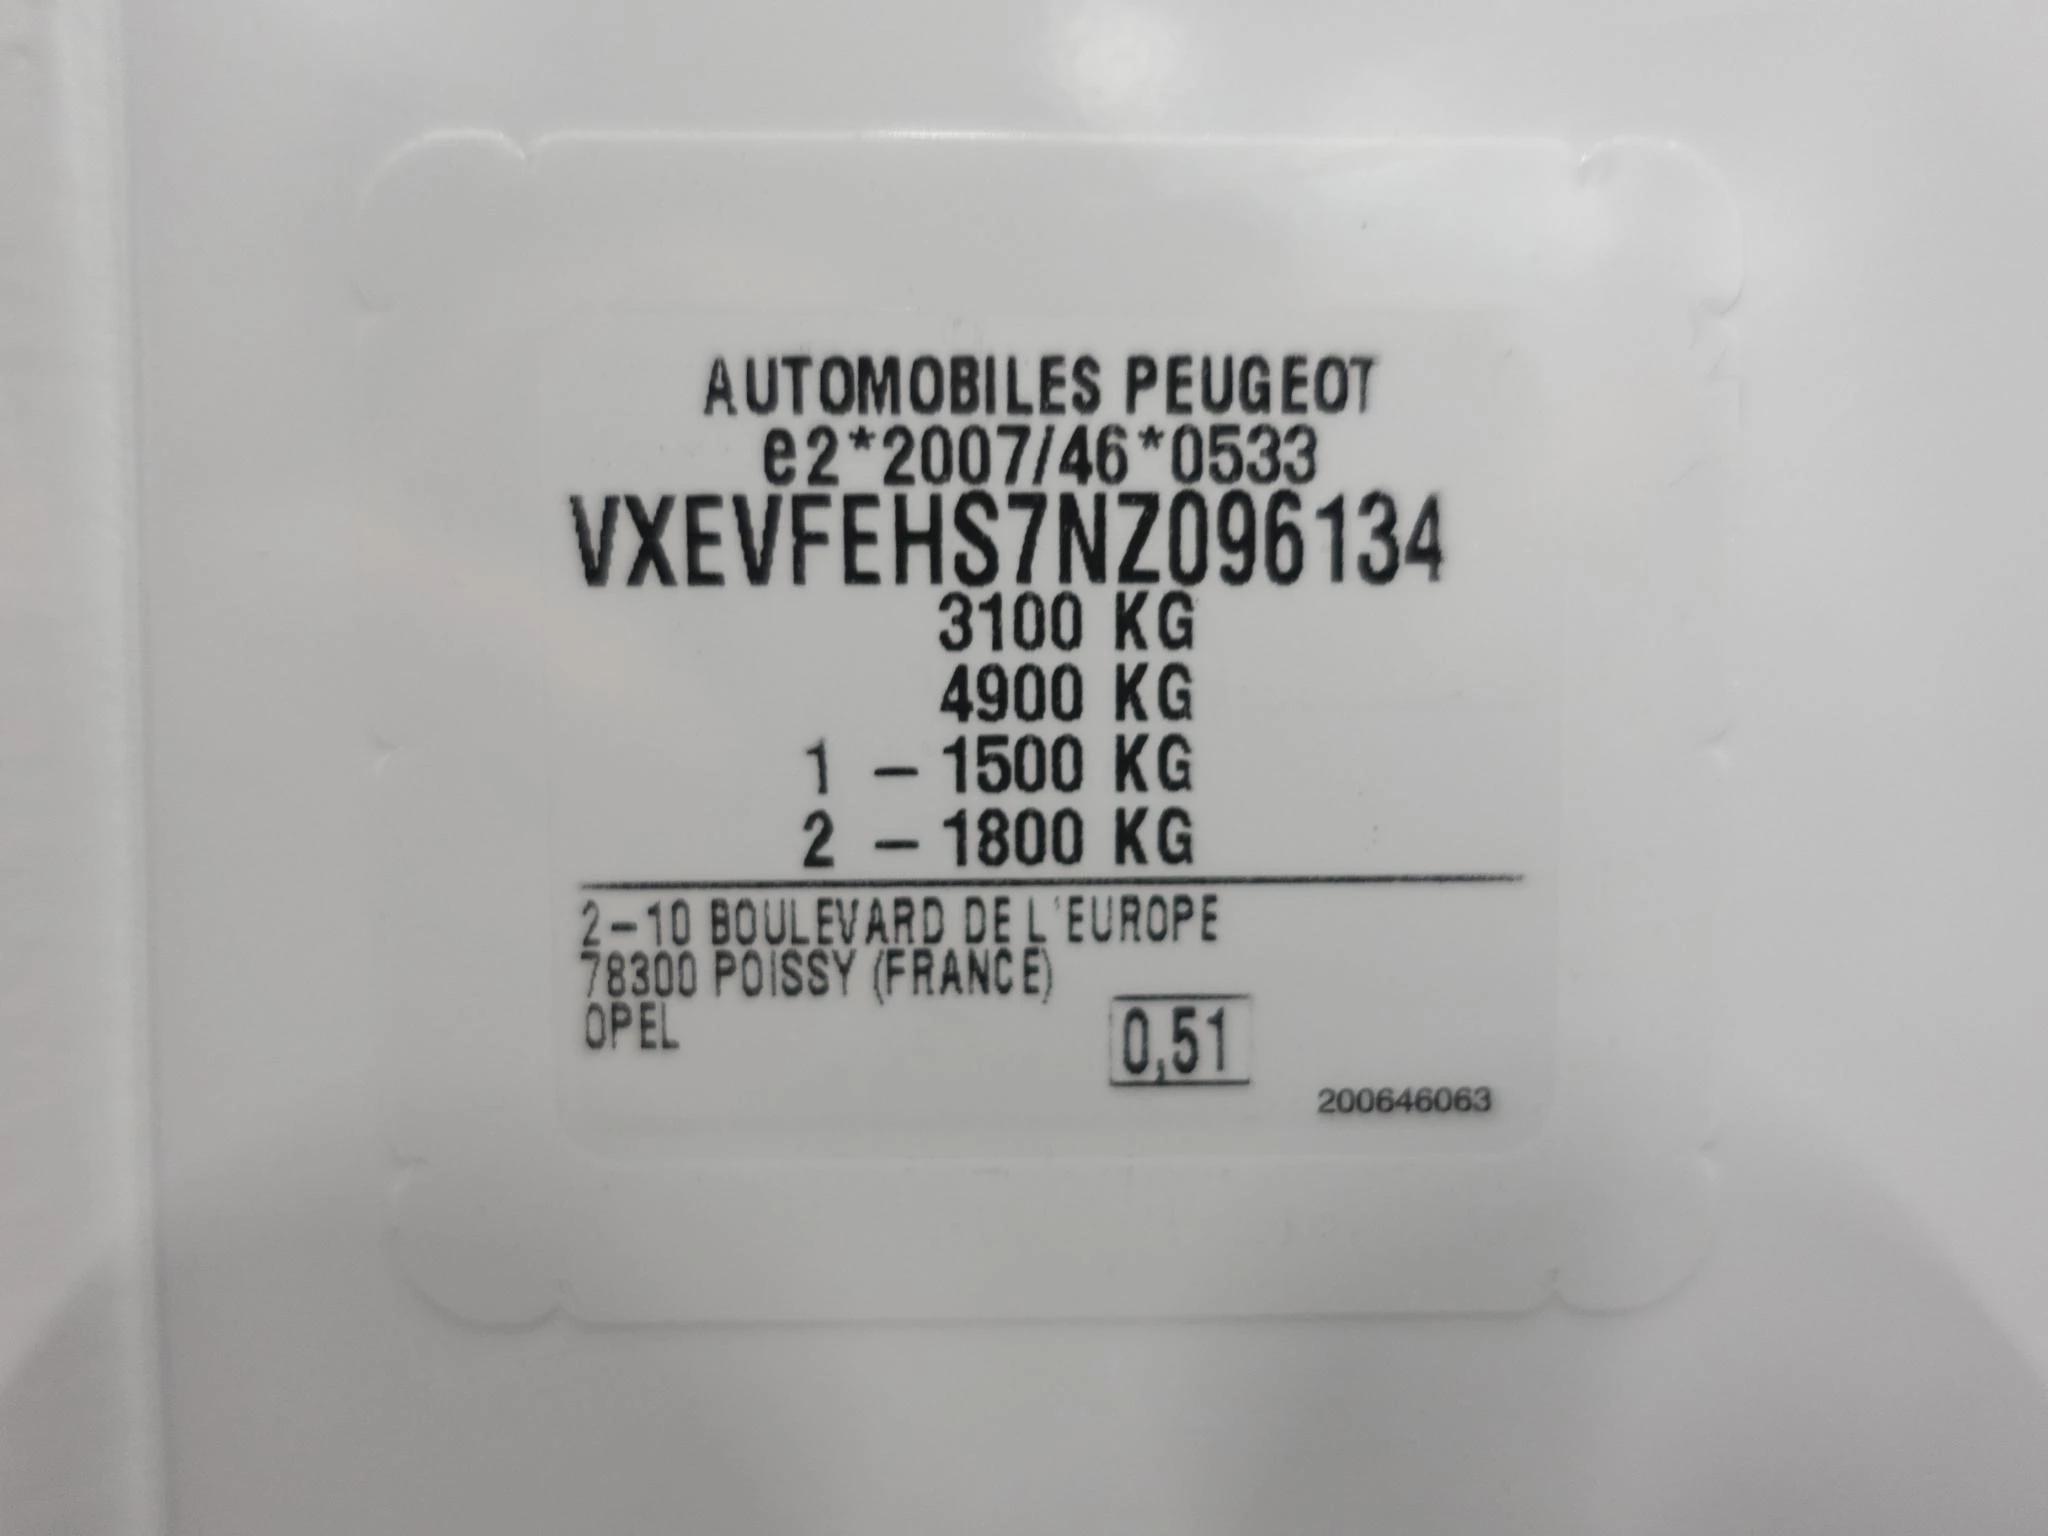 AUTOMOBILES PEUGEOT
e2*2007/46*0533
VXEVFEHS7NZ096134
3100 KG
4900 KG
1 – 1500 KG
2 – 1800 KG
2–10 BOULEVARD DE L'EUROPE
78300 POISSY (FRANCE)
OPEL
0,51
200646063